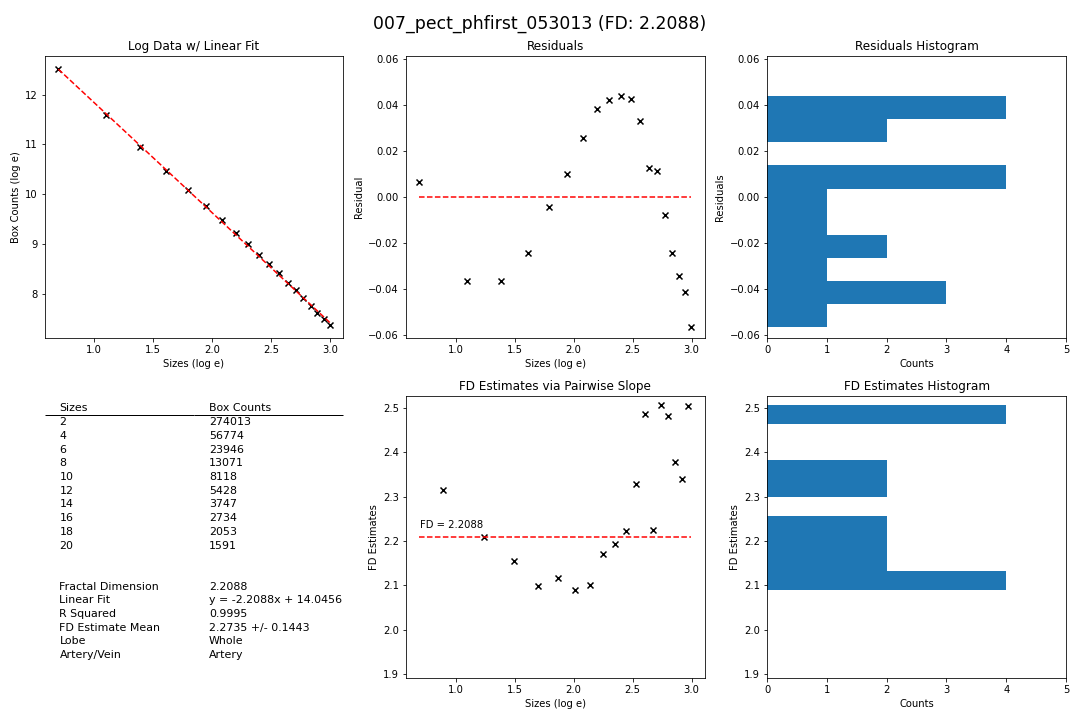 007_pect_phfirst_053013 (FD: 2.2088)
Log Data w/ Linear Fit
Box Counts (log e)
12
11
10
9
8
1.0 1.5 2.0 2.5 3.0
Sizes (log e)
Residuals
Residual
0.06
0.04
0.02
0.00
−0.02
−0.04
−0.06
1.0 1.5 2.0 2.5 3.0
Sizes (log e)
Residuals Histogram
Residuals
0.06
0.04
0.02
0.00
−0.02
−0.04
−0.06
0 1 2 3 4 5
Counts
Sizes Box Counts
2 274013
4 56774
6 23946
8 13071
10 8118
12 5428
14 3747
16 2734
18 2053
20 1591
Fractal Dimension 2.2088
Linear Fit y = -2.2088x + 14.0456
R Squared 0.9995
FD Estimate Mean 2.2735 +/- 0.1443
Lobe Whole
Artery/Vein Artery
FD Estimates via Pairwise Slope
FD Estimates
2.5
2.4
2.3
2.2
2.1
2.0
1.9
FD = 2.2088
1.0 1.5 2.0 2.5 3.0
Sizes (log e)
FD Estimates Histogram
FD Estimates
2.5
2.4
2.3
2.2
2.1
2.0
1.9
0 1 2 3 4 5
Counts